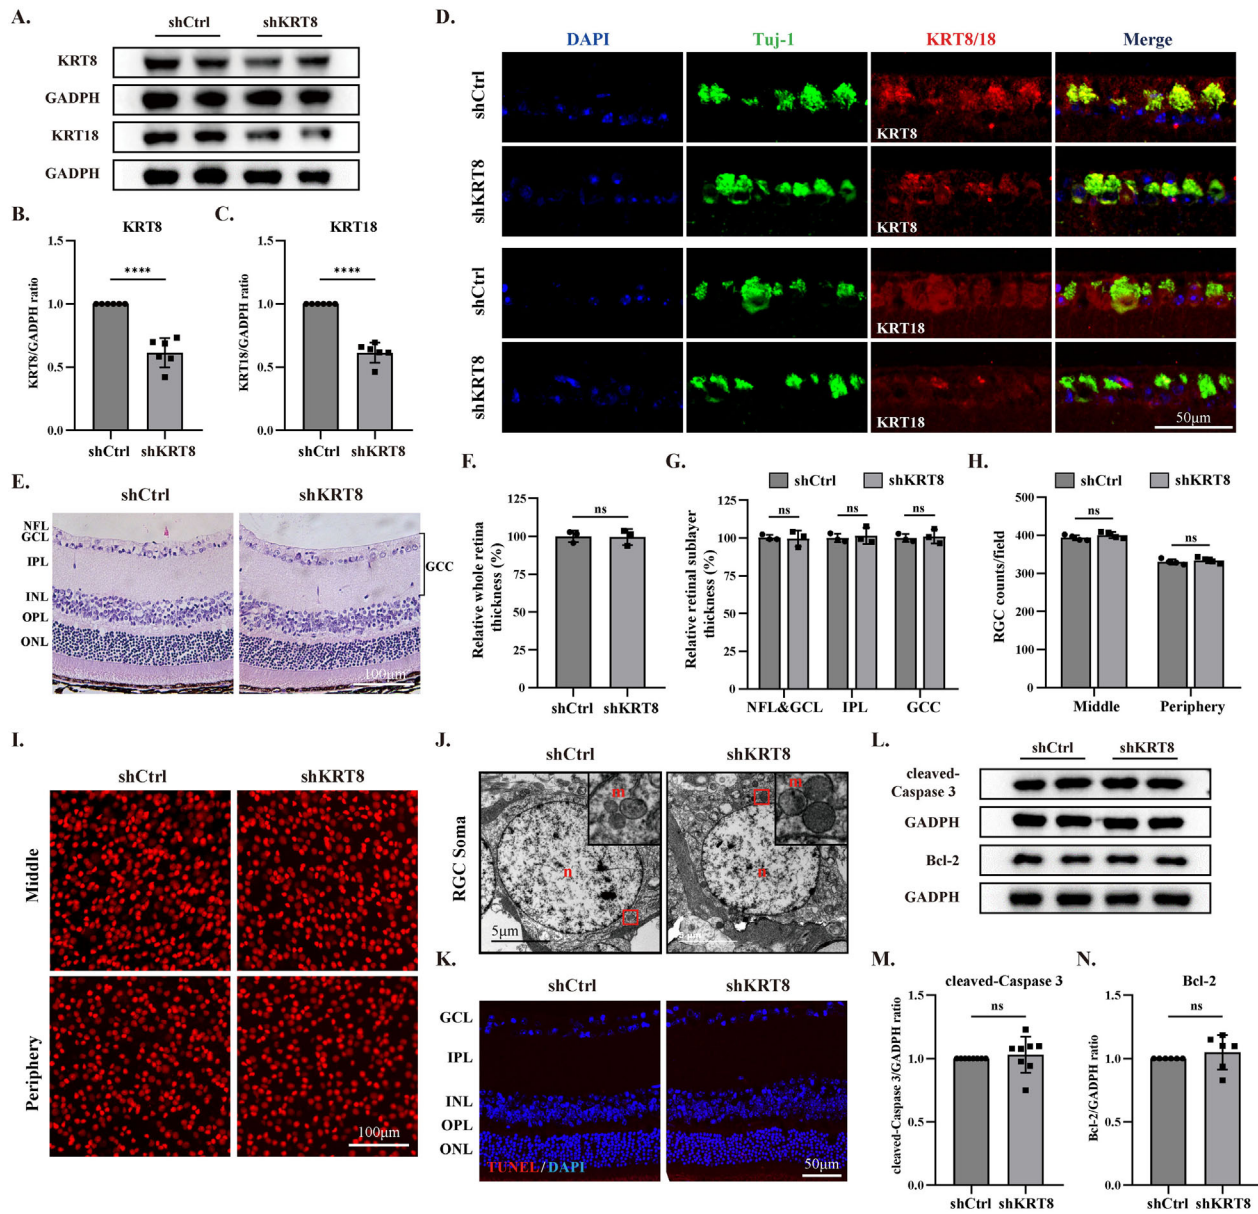 A.
shCtrl shKRT8
KRT8
GADPH
KRT18
GADPH
B.
KRT8
KRT8/GADPH ratio
1.5
1.0
0.5
0.0
****
shCtrl shKRT8
C.
KRT18
KRT18/GADPH ratio
1.5
1.0
0.5
0.0
****
shCtrl shKRT8
D.
DAPI Tuj-1 KRT8/18 Merge
shCtrl
KRT8
shKRT8
KRT8
shCtrl
KRT18
shKRT8
KRT18
50μm
E.
shCtrl shKRT8
NFL
GCL
IPL
INL
OPL
ONL
GCC
100μm
F.
Relative whole retina
thickness (%)
125
100
75
50
25
0
ns
shCtrl shKRT8
G.
shCtrl shKRT8
Relative retinal sublayer
thickness (%)
125
100
75
50
25
0
ns ns ns
NFL&GCL IPL GCC
H.
shCtrl shKRT8
RGC counts/field
500
400
300
200
100
0
ns
ns
Middle Periphery
I.
shCtrl shKRT8
Middle
Periphery
100μm
J.
shCtrl shKRT8
RGC Soma
m
n
5μm
m
n
K.
shCtrl shKRT8
GCL
IPL
INL
OPL
ONL
TUNEL/DAPI
50μm
L.
shCtrl shKRT8
cleaved-
Caspase 3
GADPH
Bcl-2
GADPH
M.
cleaved-Caspase 3
cleaved-Caspase 3/GADPH ratio
1.5
1.0
0.5
0.0
ns
shCtrl shKRT8
N.
Bcl-2
Bcl-2/GADPH ratio
1.5
1.0
0.5
0.0
ns
shCtrl shKRT8